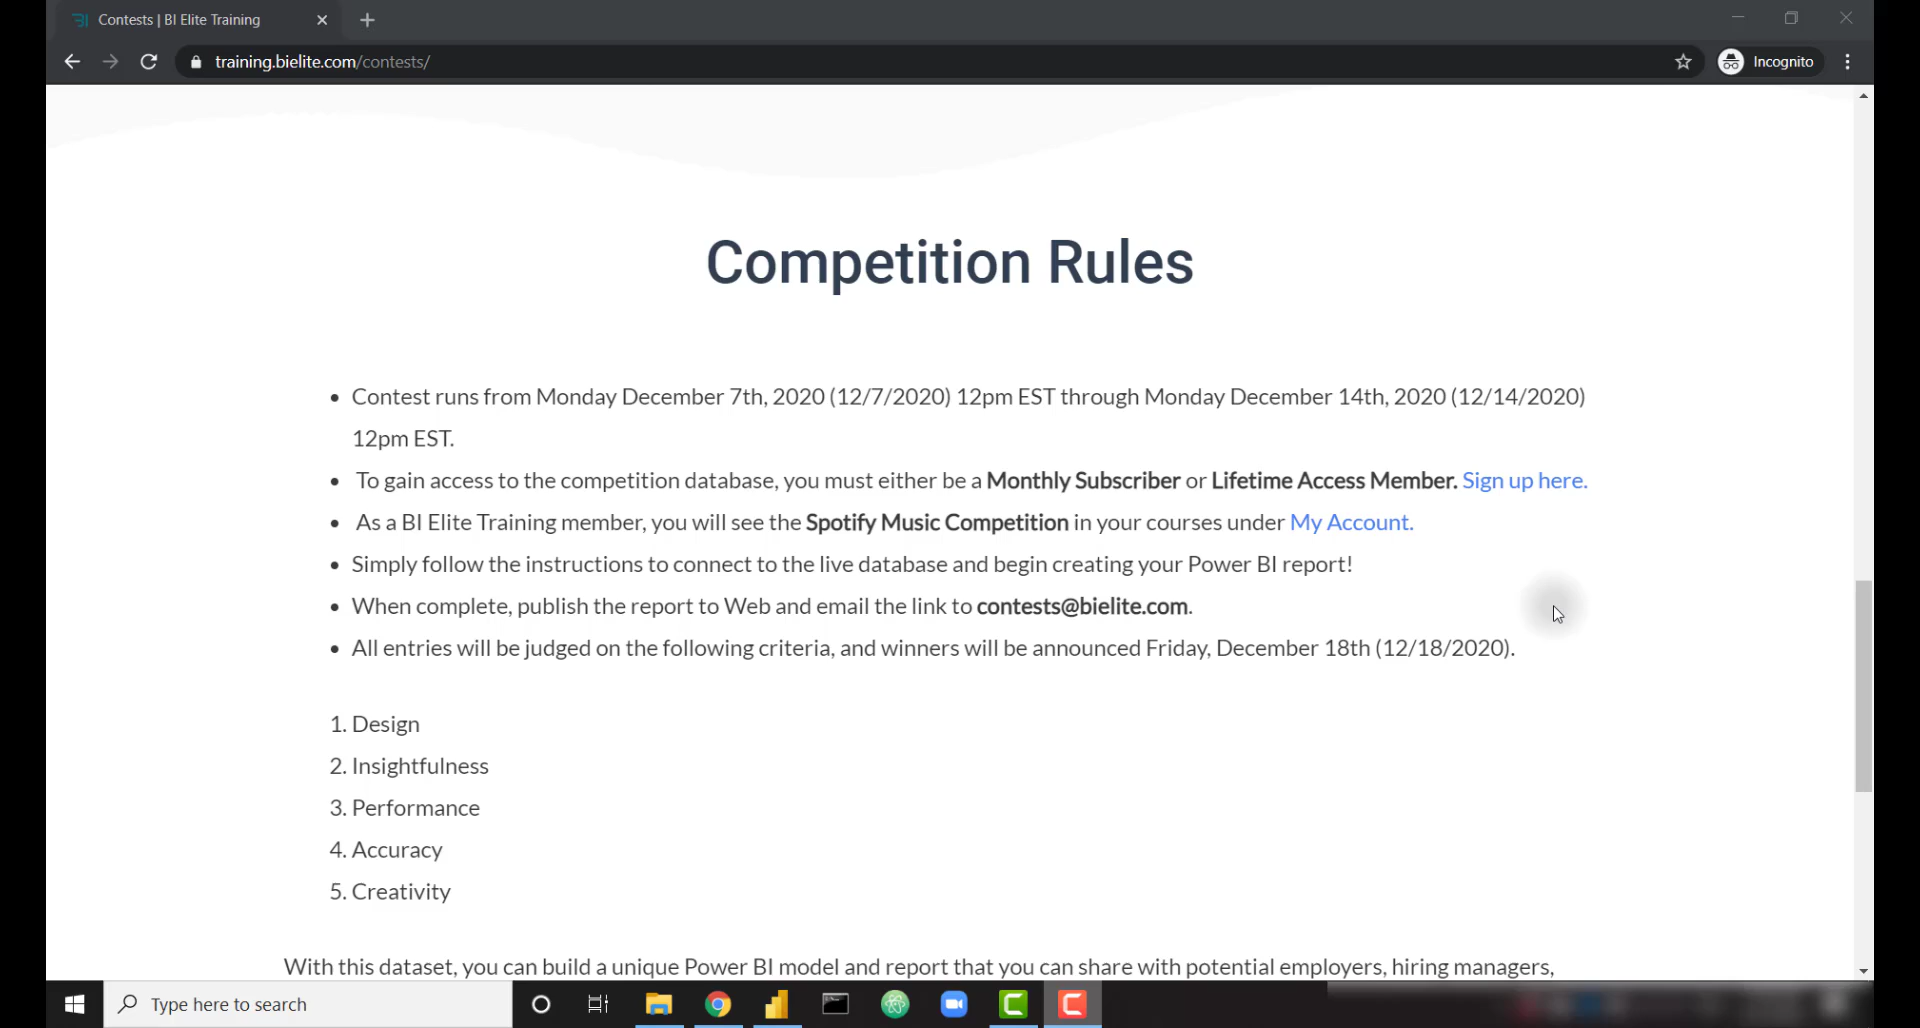 Contests | BI Elite Training
training.bielite.com/contests/
Incognito
Competition Rules
• Contest runs from Monday December 7th, 2020 (12/7/2020) 12pm EST through Monday December 14th, 2020 (12/14/2020)
12pm EST.
• To gain access to the competition database, you must either be a Monthly Subscriber or Lifetime Access Member. Sign up here.
• As a BI Elite Training member, you will see the Spotify Music Competition in your courses under My Account.
• Simply follow the instructions to connect to the live database and begin creating your Power BI report!
• When complete, publish the report to Web and email the link to contests@bielite.com.
• All entries will be judged on the following criteria, and winners will be announced Friday, December 18th (12/18/2020).
1. Design
2. Insightfulness
3. Performance
4. Accuracy
5. Creativity
With this dataset, you can build a unique Power BI model and report that you can share with potential employers, hiring managers,
Type here to search